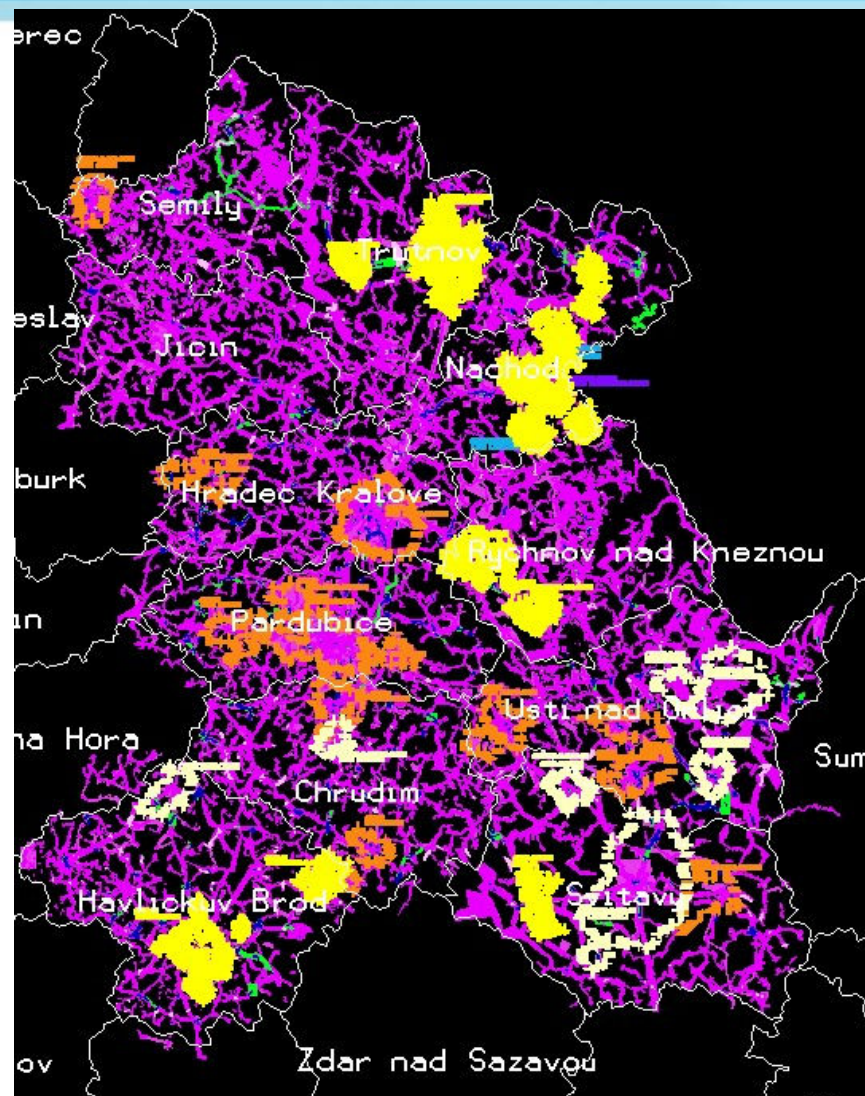 erec
Semily
Trutnov
eslav
Jicin
Nachod
burk
Hradec Kralove
Rychnov nad Kneznou
in
Pardubice
Usti nad
na Hora
Sum
Chrudim
Svitavy
Havlickuv Brod
ov
Zdar nad Sazavou